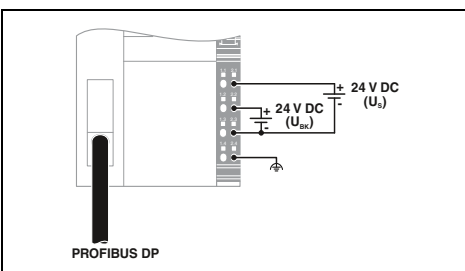 + 24 V DC
-
(Uₛ)
+ 24 V DC
-
(U_BK)
PROFIBUS DP